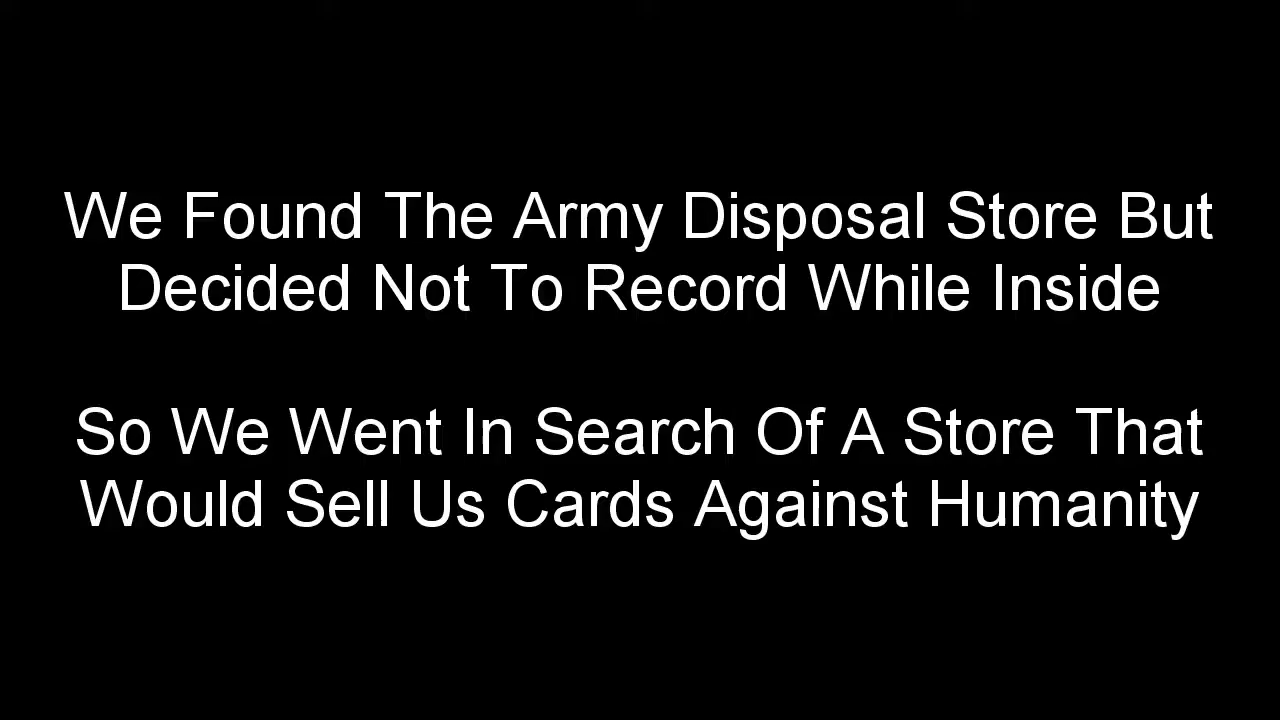 We Found The Army Disposal Store But
Decided Not To Record While Inside
So We Went In Search Of A Store That
Would Sell Us Cards Against Humanity